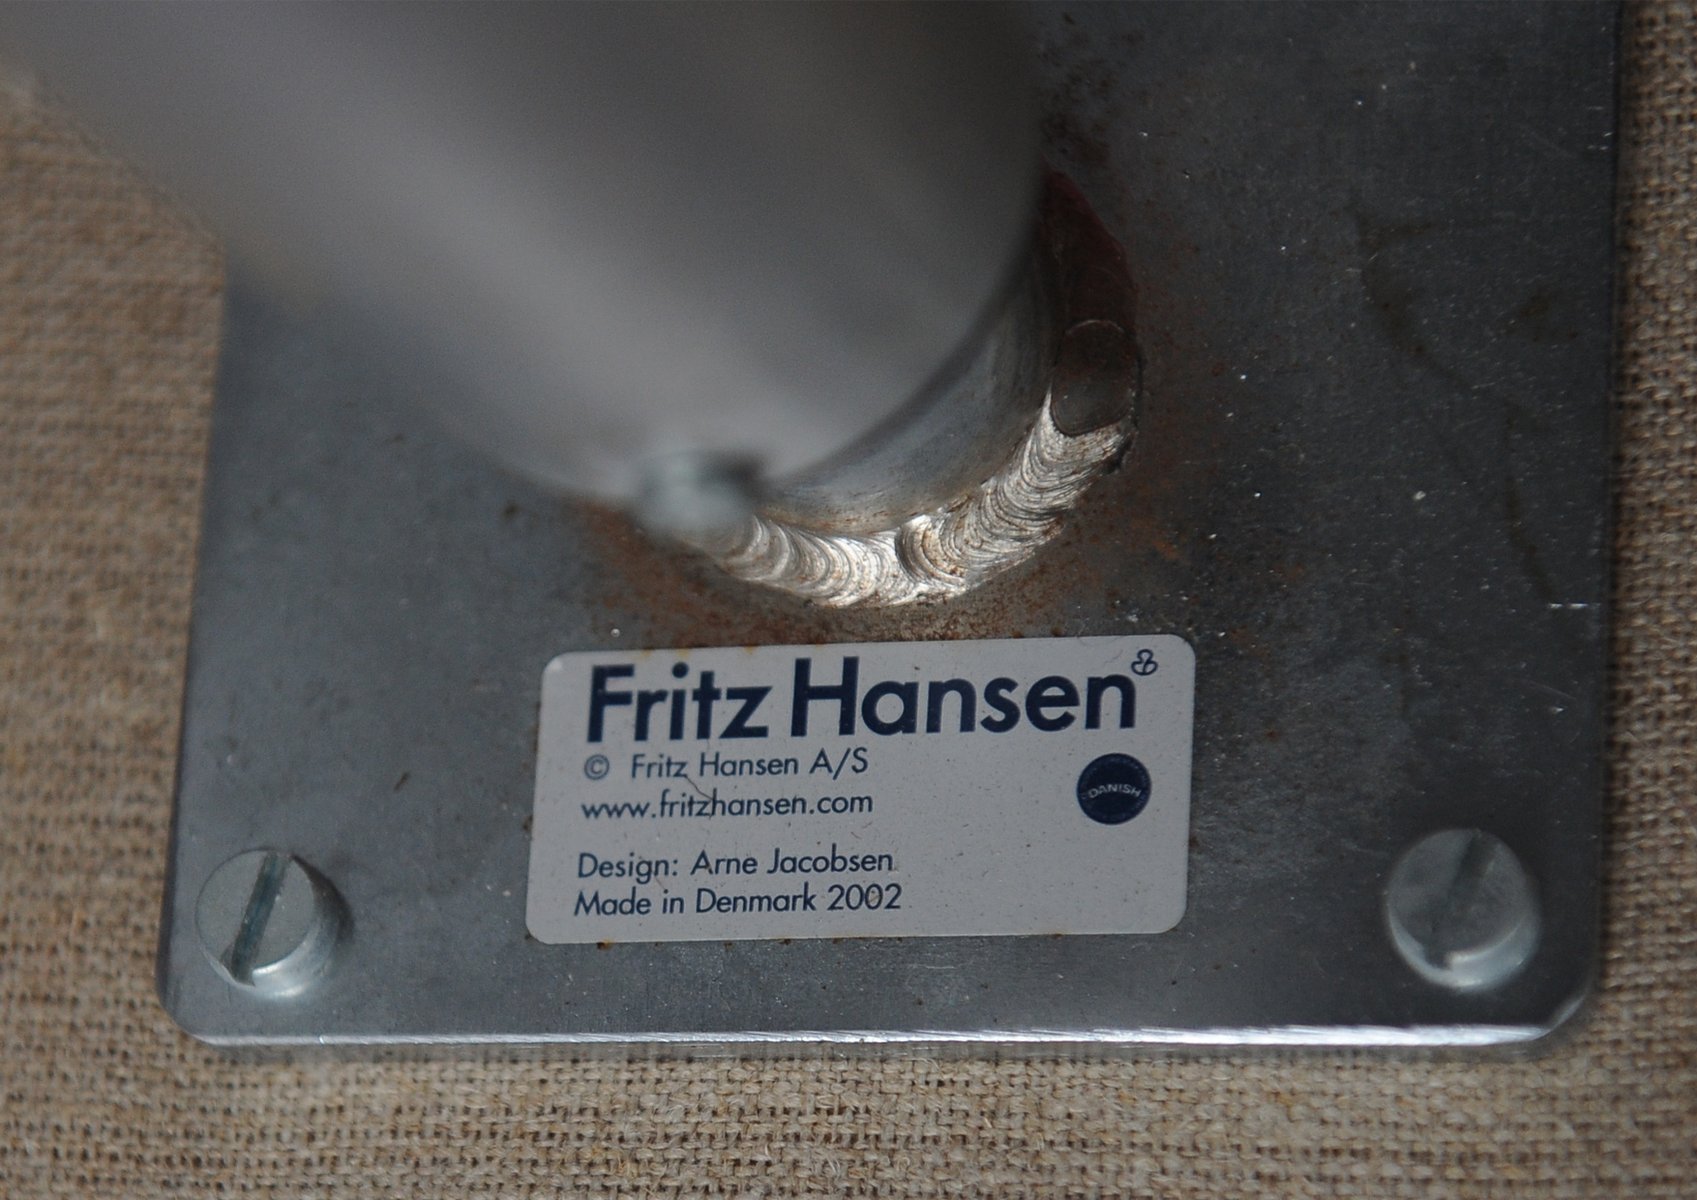 Fritz Hansen
© Fritz Hansen A/S
www.fritzhansen.com
DANISH
Design: Arne Jacobsen
Made in Denmark 2002